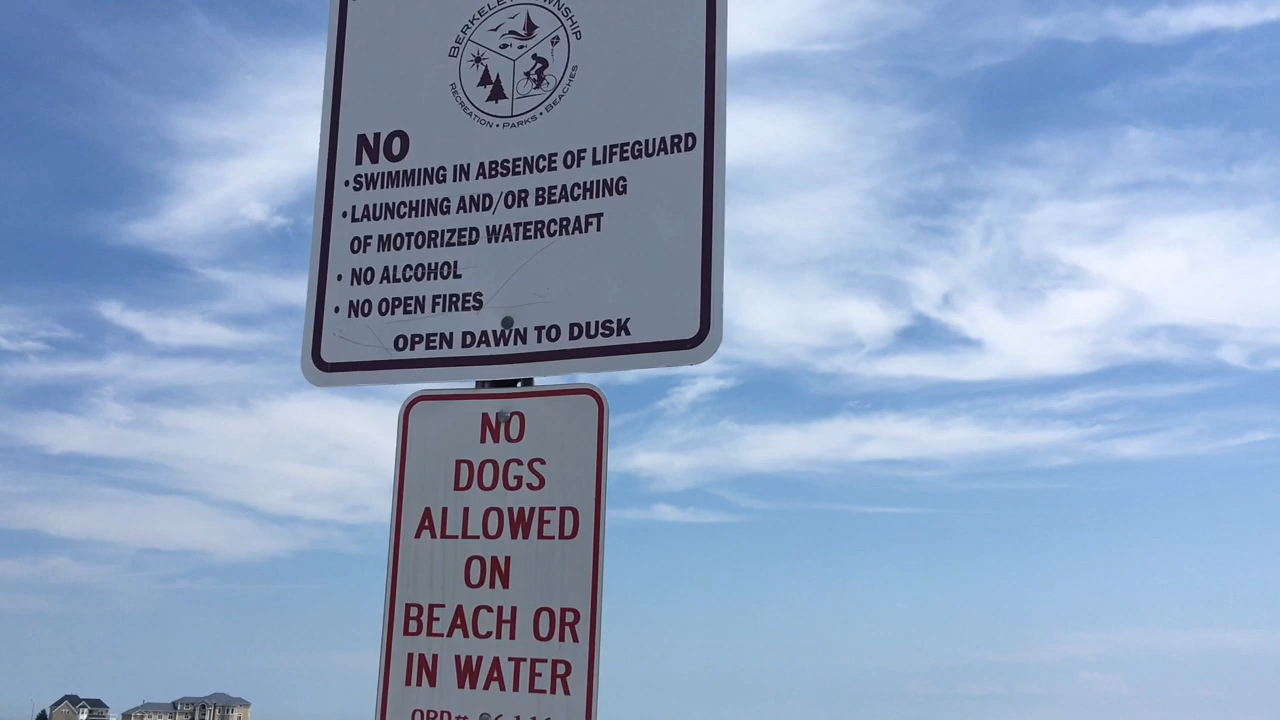 BERKELEY TOWNSHIP
RECREATION • PARKS • BEACHES
NO
• SWIMMING IN ABSENCE OF LIFEGUARD
• LAUNCHING AND/OR BEACHING
OF MOTORIZED WATERCRAFT
• NO ALCOHOL
• NO OPEN FIRES
OPEN DAWN TO DUSK
NO
DOGS
ALLOWED
ON
BEACH OR
IN WATER
ORD#